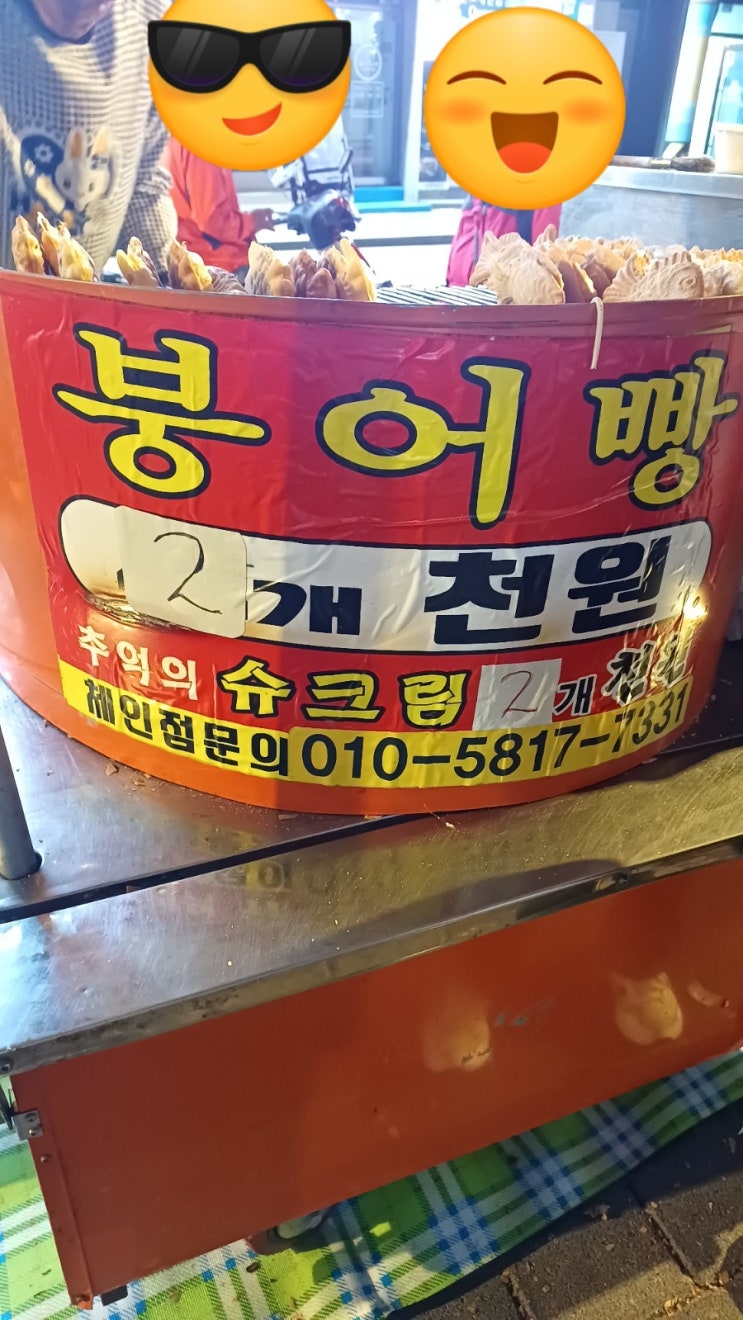 붕어빵
2개 천원
추억의 슈크림 2개 천원
체인점문의 010-5817-7331